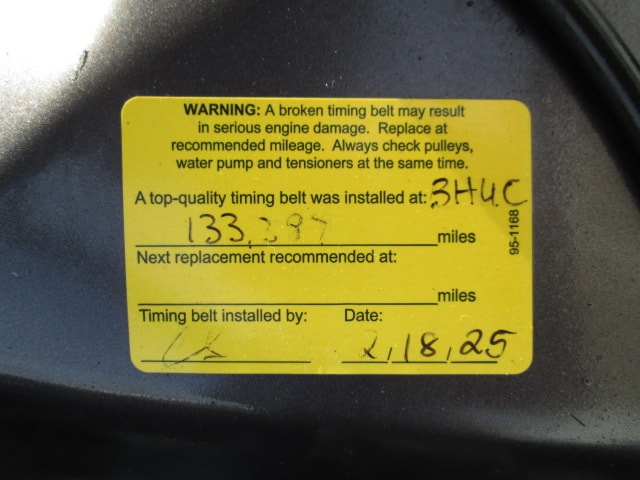 WARNING: A broken timing belt may result
in serious engine damage. Replace at
recommended mileage. Always check pulleys,
water pump and tensioners at the same time.
A top-quality timing belt was installed at: 3H4C
133,397 miles
Next replacement recommended at:
miles
Timing belt installed by: Date:
2,18,25
95-1168